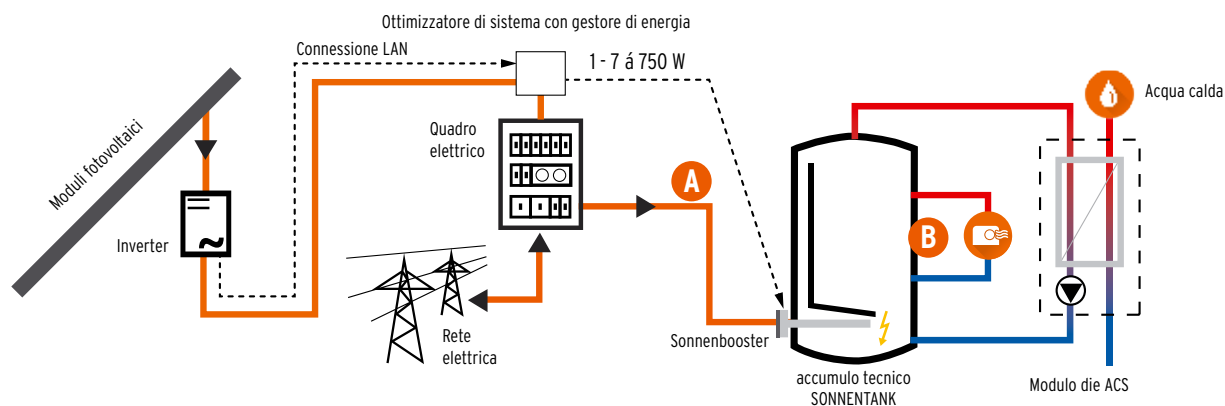 Ottimizzatore di sistema con gestore di energia
Connessione LAN
1 - 7 á 750 W
Acqua calda
Moduli fotovoltaici
Quadro
elettrico
A
B
Inverter
Rete
elettrica
Sonnenbooster
accumulo tecnico
SONNENTANK
Modulo die ACS